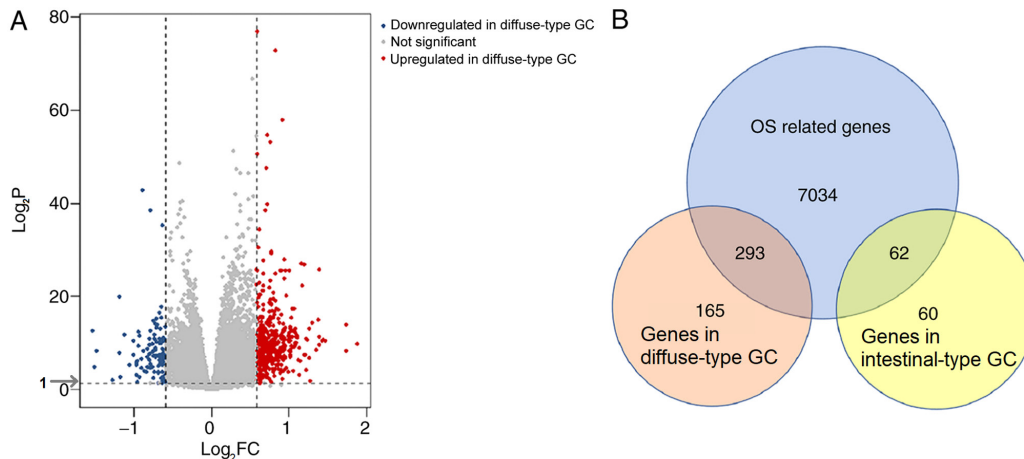 A
80
60
40
20
1
0
Log₂P
−1
0
1
2
Log₂FC
Downregulated in diffuse-type GC
Not significant
Upregulated in diffuse-type GC
B
OS related genes
7034
293
62
165
Genes in
diffuse-type GC
60
Genes in
intestinal-type GC